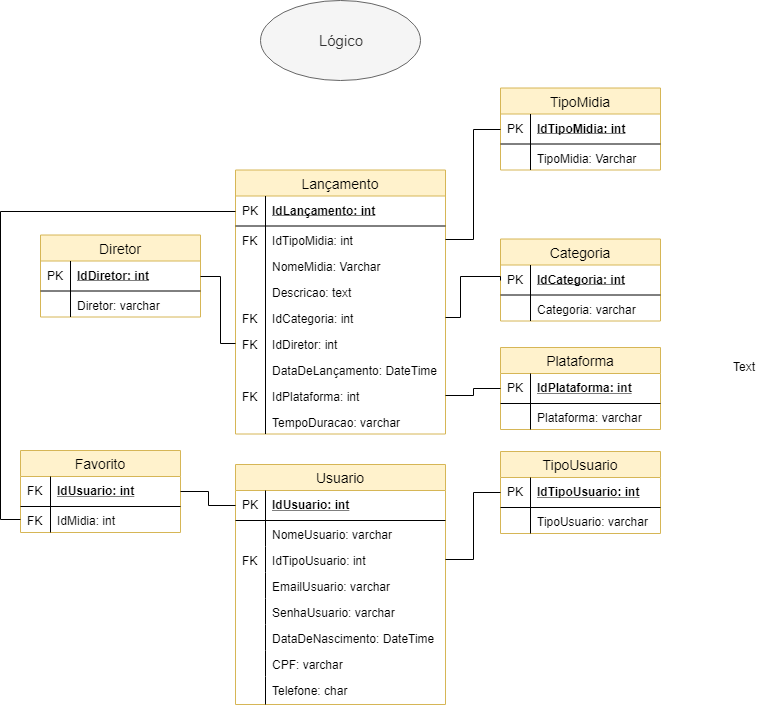 Lógico
TipoMidia
PK IdTipoMidia: int
TipoMidia: Varchar
Lançamento
PK IdLançamento: int
FK IdTipoMidia: int
NomeMidia: Varchar
Descricao: text
FK IdCategoria: int
FK IdDiretor: int
DataDeLançamento: DateTime
FK IdPlataforma: int
TempoDuracao: varchar
Diretor
PK IdDiretor: int
Diretor: varchar
Categoria
PK IdCategoria: int
Categoria: varchar
Plataforma
PK IdPlataforma: int
Plataforma: varchar
Text
Favorito
FK IdUsuario: int
FK IdMidia: int
Usuario
PK IdUsuario: int
NomeUsuario: varchar
FK IdTipoUsuario: int
EmailUsuario: varchar
SenhaUsuario: varchar
DataDeNascimento: DateTime
CPF: varchar
Telefone: char
TipoUsuario
PK IdTipoUsuario: int
TipoUsuario: varchar